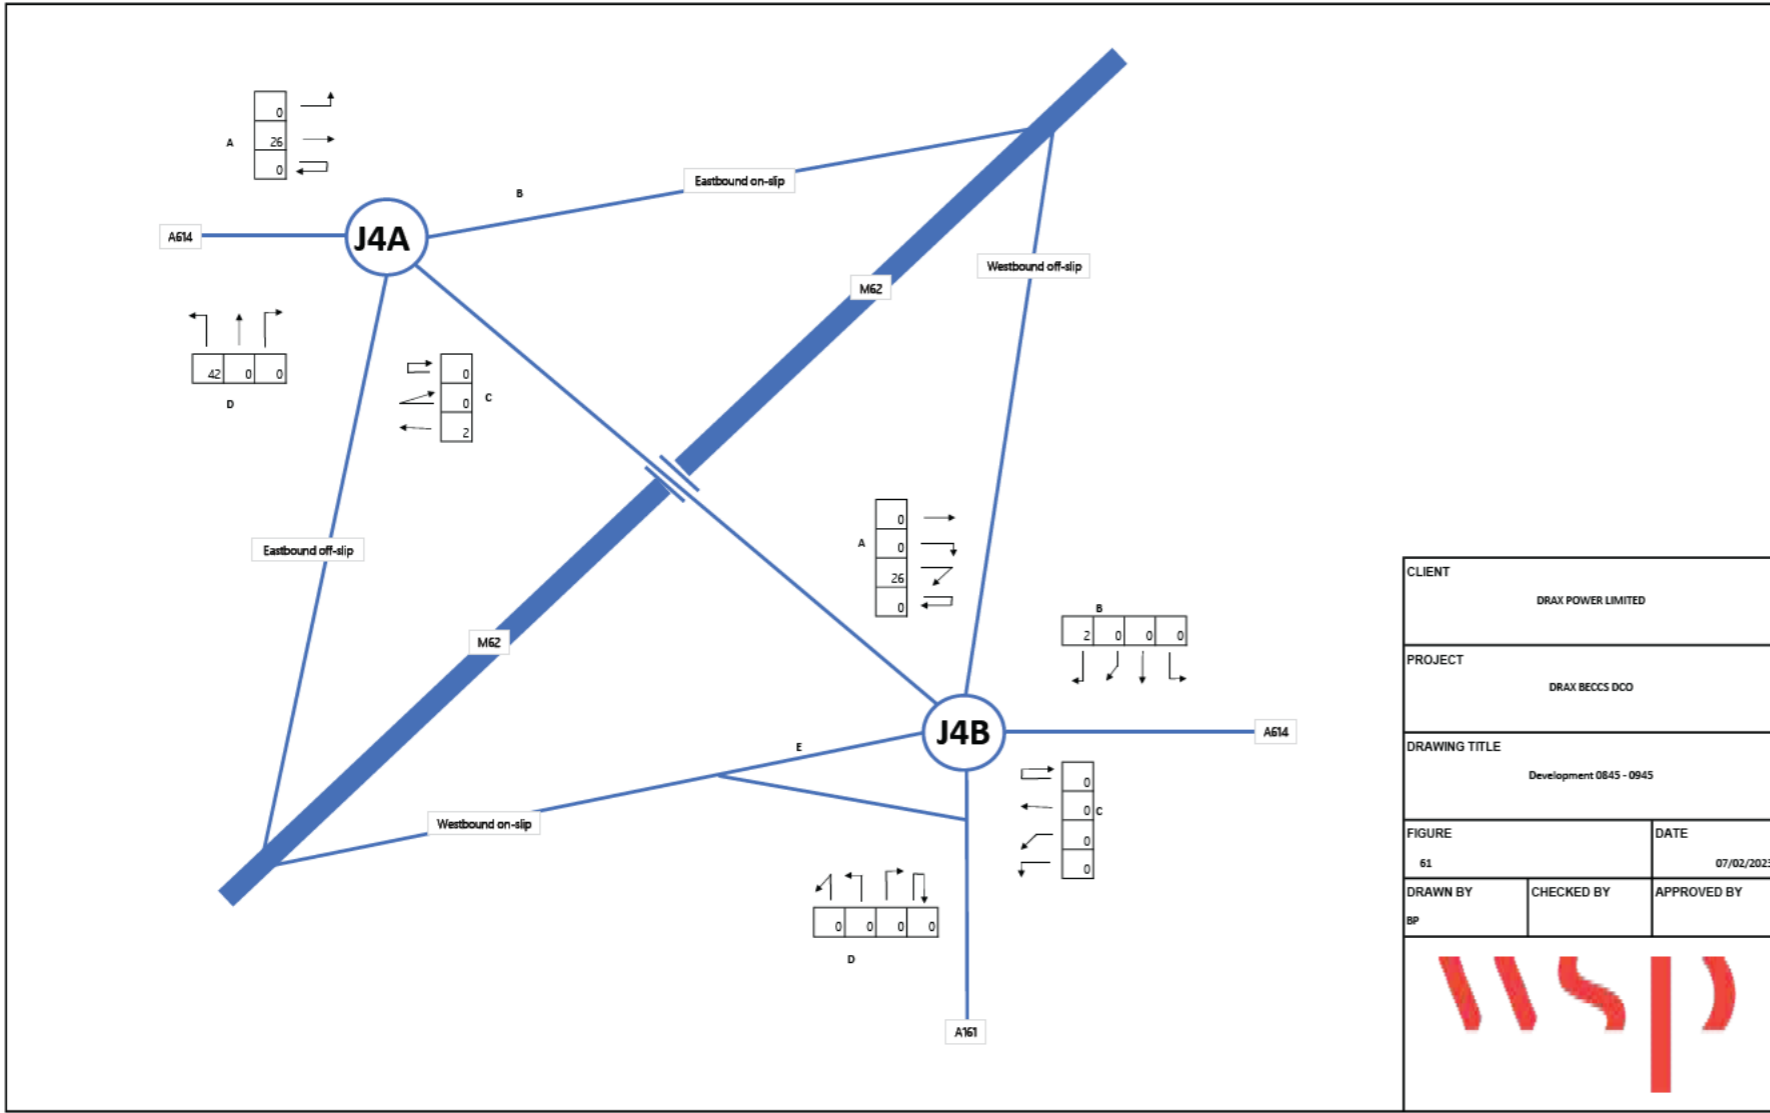 0
A 26
0
B
Eastbound on-slip
A614
J4A
Westbound off-slip
M62
42 0 0
D
0
0 C
2
0
A 0
26
0
Eastbound off-slip
B
2 0 0 0
M62
J4B
A614
E
0
0 C
0
0
Westbound on-slip
0 0 0 0
D
A161
CLIENT
DRAX POWER LIMITED
PROJECT
DRAX BECCS DCO
DRAWING TITLE
Development 0845 - 0945
FIGURE DATE
61 07/02/2023
DRAWN BY CHECKED BY APPROVED BY
BP
wsp